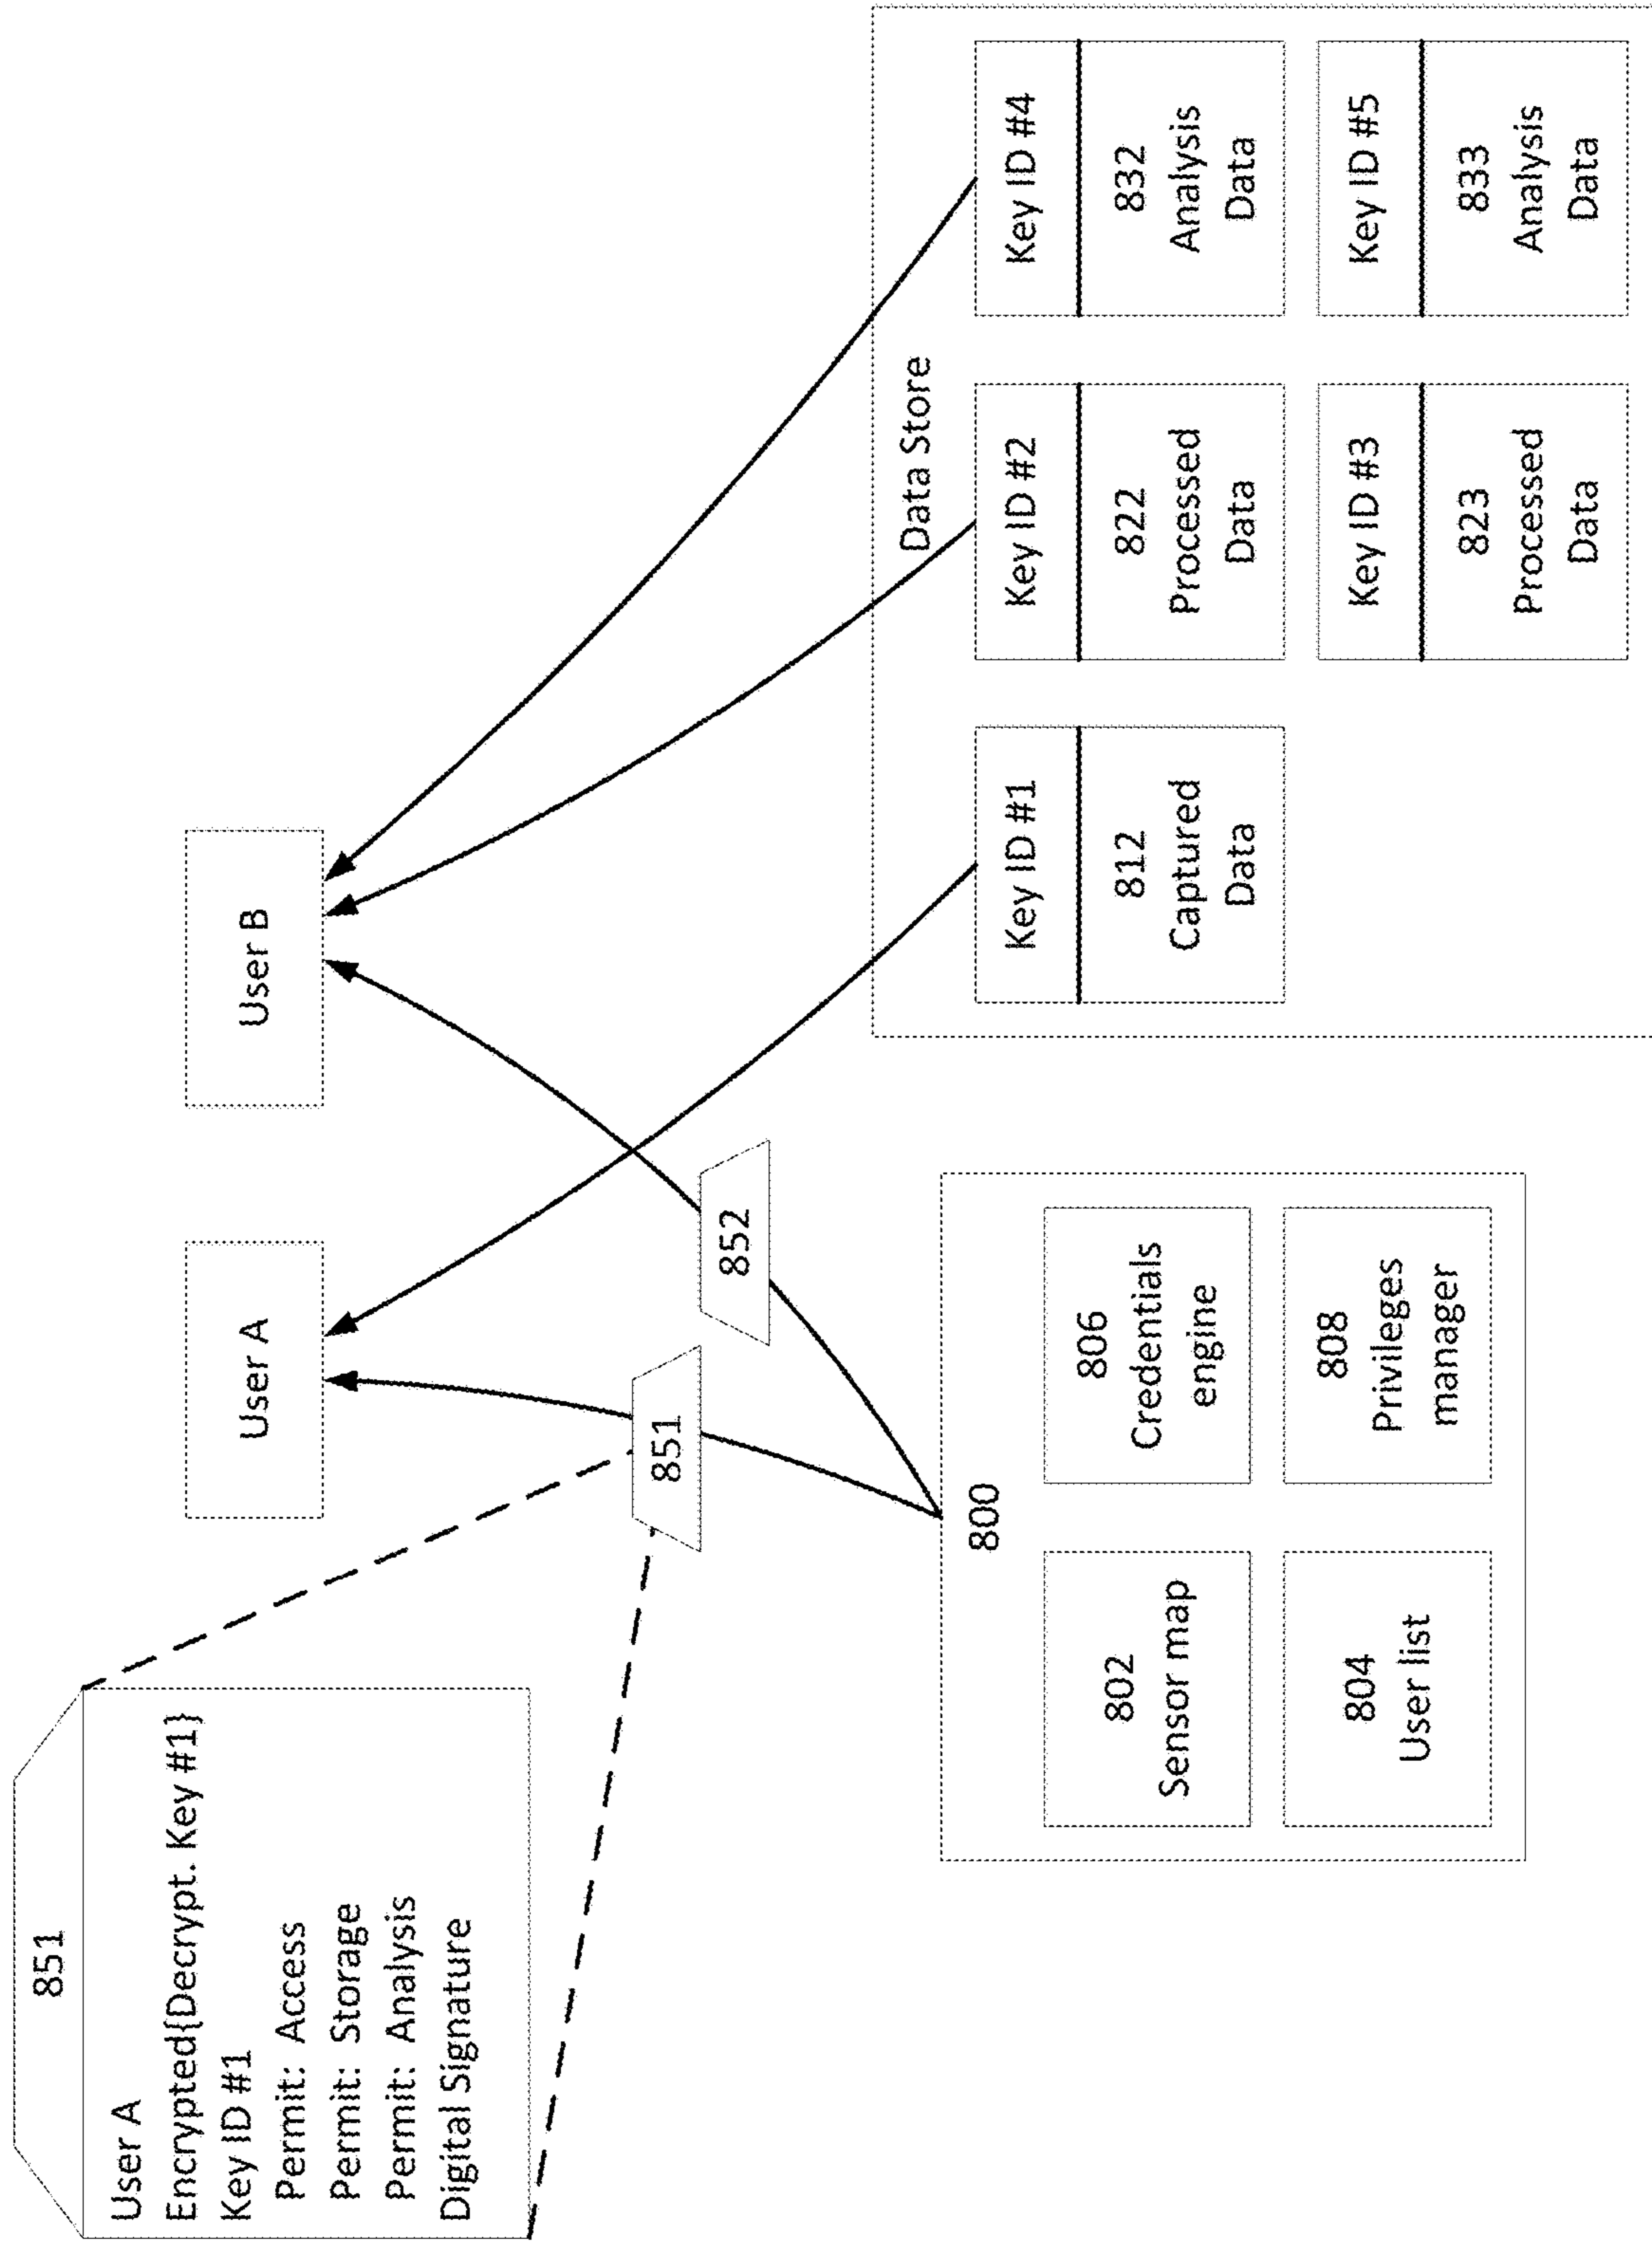 851
User A
Encrypted{Decrypt. Key #1}
Key ID #1
Permit: Access
Permit: Storage
Permit: Analysis
Digital Signature
User A
User B
851
852
800
802
Sensor map
806
Credentials
engine
804
User list
808
Privileges
manager
Data Store
Key ID #1
812
Captured
Data
Key ID #2
822
Processed
Data
Key ID #4
832
Analysis
Data
Key ID #3
823
Processed
Data
Key ID #5
833
Analysis
Data